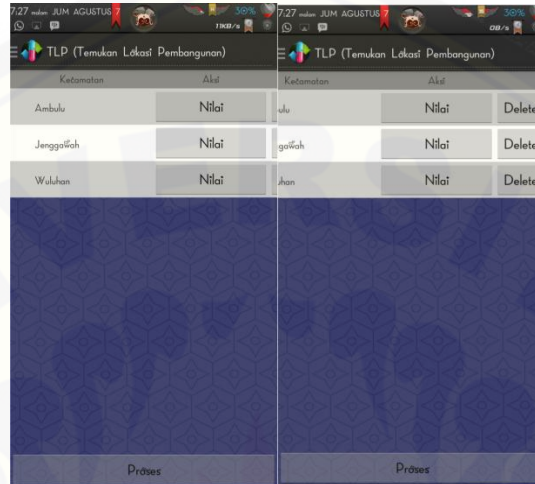 7:27 malam JUM AGUSTUS 7 30%
11KB/s
TLP (Temukan Lokasi Pembangunan)
Kecamatan Aksi
Ambulu Nilai
Jenggawah Nilai
Wuluhan Nilai
Proses
7:27 malam JUM AGUSTUS 7 30%
0B/s
TLP (Temukan Lokasi Pembangunan)
Kecamatan Aksi
ulu Nilai Delete
gawah Nilai Delete
uhan Nilai Delete
Proses